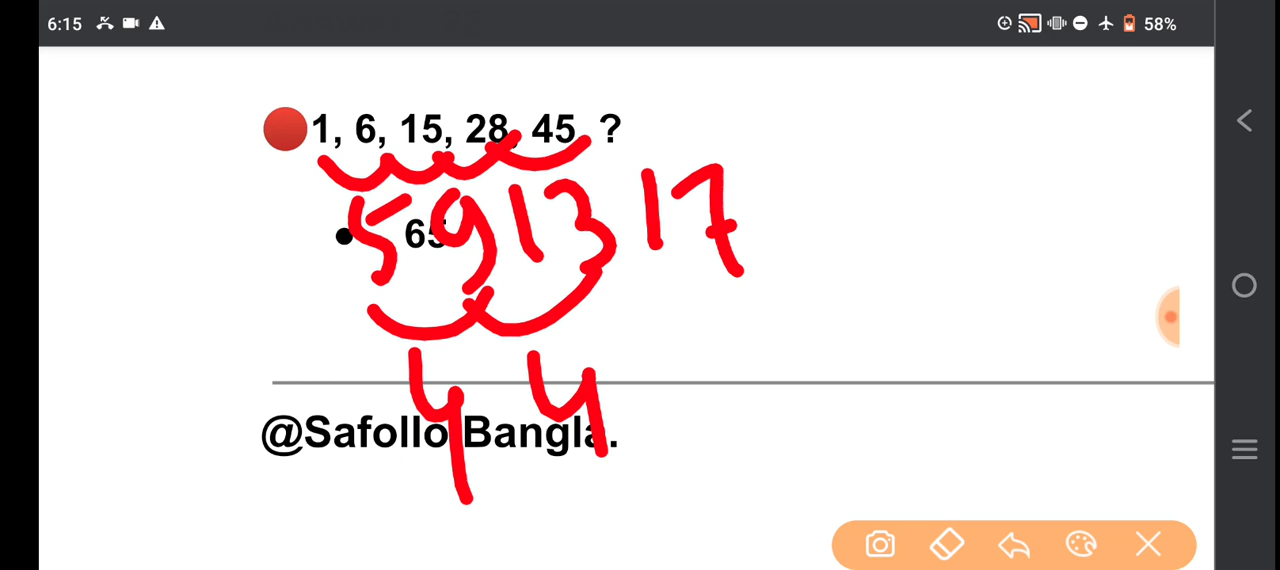 6:15 58%
1, 6, 15, 28, 45, ?
5 9 13 17
• 65
4 4
@Safollo Bangla.